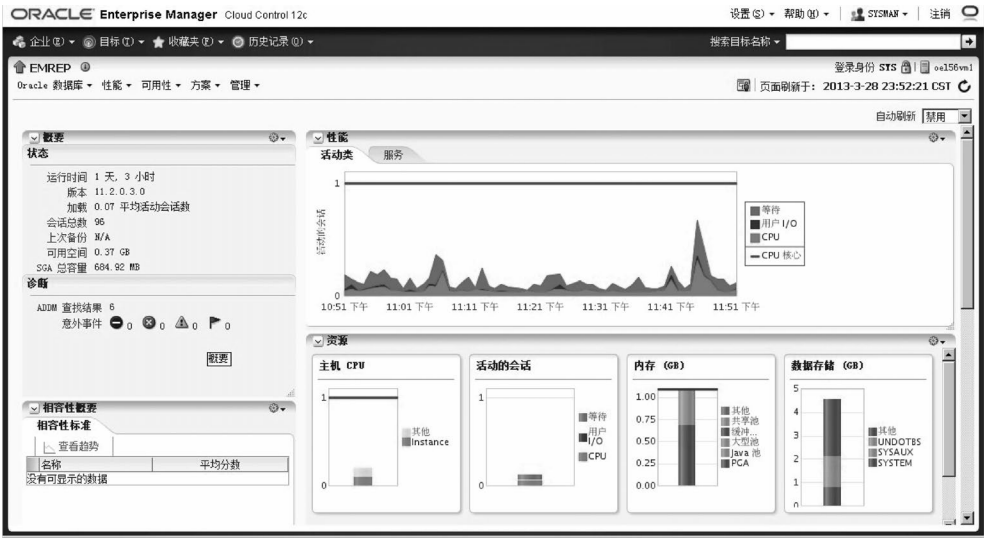 ORACLE Enterprise Manager Cloud Control 12c
设置(S) 帮助(H) SYSMAN 注销
企业(E) 目标(T) 收藏夹(F) 历史记录(O)
搜索目标名称
EMREP
登录身份 SYS oel56vm1
Oracle 数据库 性能 可用性 方案 管理
页面刷新于: 2013-3-28 23:52:21 CST
自动刷新 禁用
概要
状态
运行时间 1 天, 3 小时
版本 11.2.0.3.0
加载 0.07 平均活动会话数
会话总数 96
上次备份 N/A
可用空间 0.37 GB
SGA 总容量 684.92 MB
诊断
ADDM 查找结果 6
意外事件 0 0 0 0
概要
相容性概要
相容性标准
查看趋势
名称 平均分数
没有可显示的数据
性能
活动类 服务
活动的会话
1
0
10:51 下午 11:01 下午 11:11 下午 11:21 下午 11:31 下午 11:41 下午 11:51 下午
等待
用户 I/O
CPU
CPU 核心
资源
主机 CPU
1
0
其他
Instance
活动的会话
1
0
等待
用户 I/O
CPU
内存 (GB)
1.00
0.75
0.50
0.25
0.00
其他
共享池
缓冲...
大型池
Java 池
PGA
数据存储 (GB)
5
4
3
2
1
0
其他
UNDOTBS
SYSAUX
SYSTEM